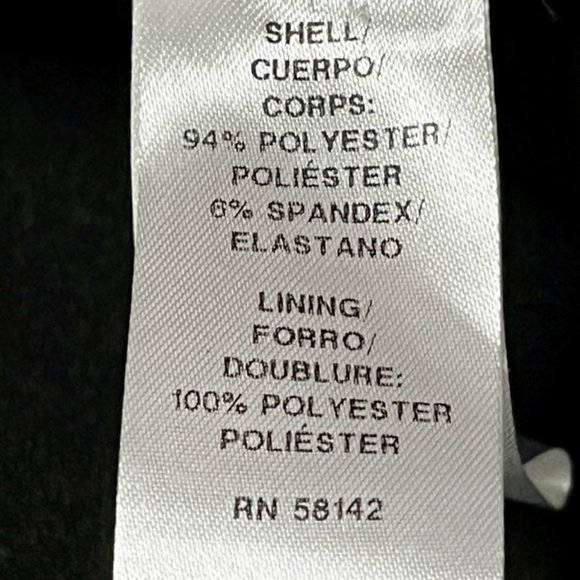 SHELL/
CUERPO/
CORPS:
94% POLYESTER/
POLIÉSTER
6% SPANDEX/
ELASTANO
LINING/
FORRO/
DOUBLURE:
100% POLYESTER
POLIÉSTER
RN 58142